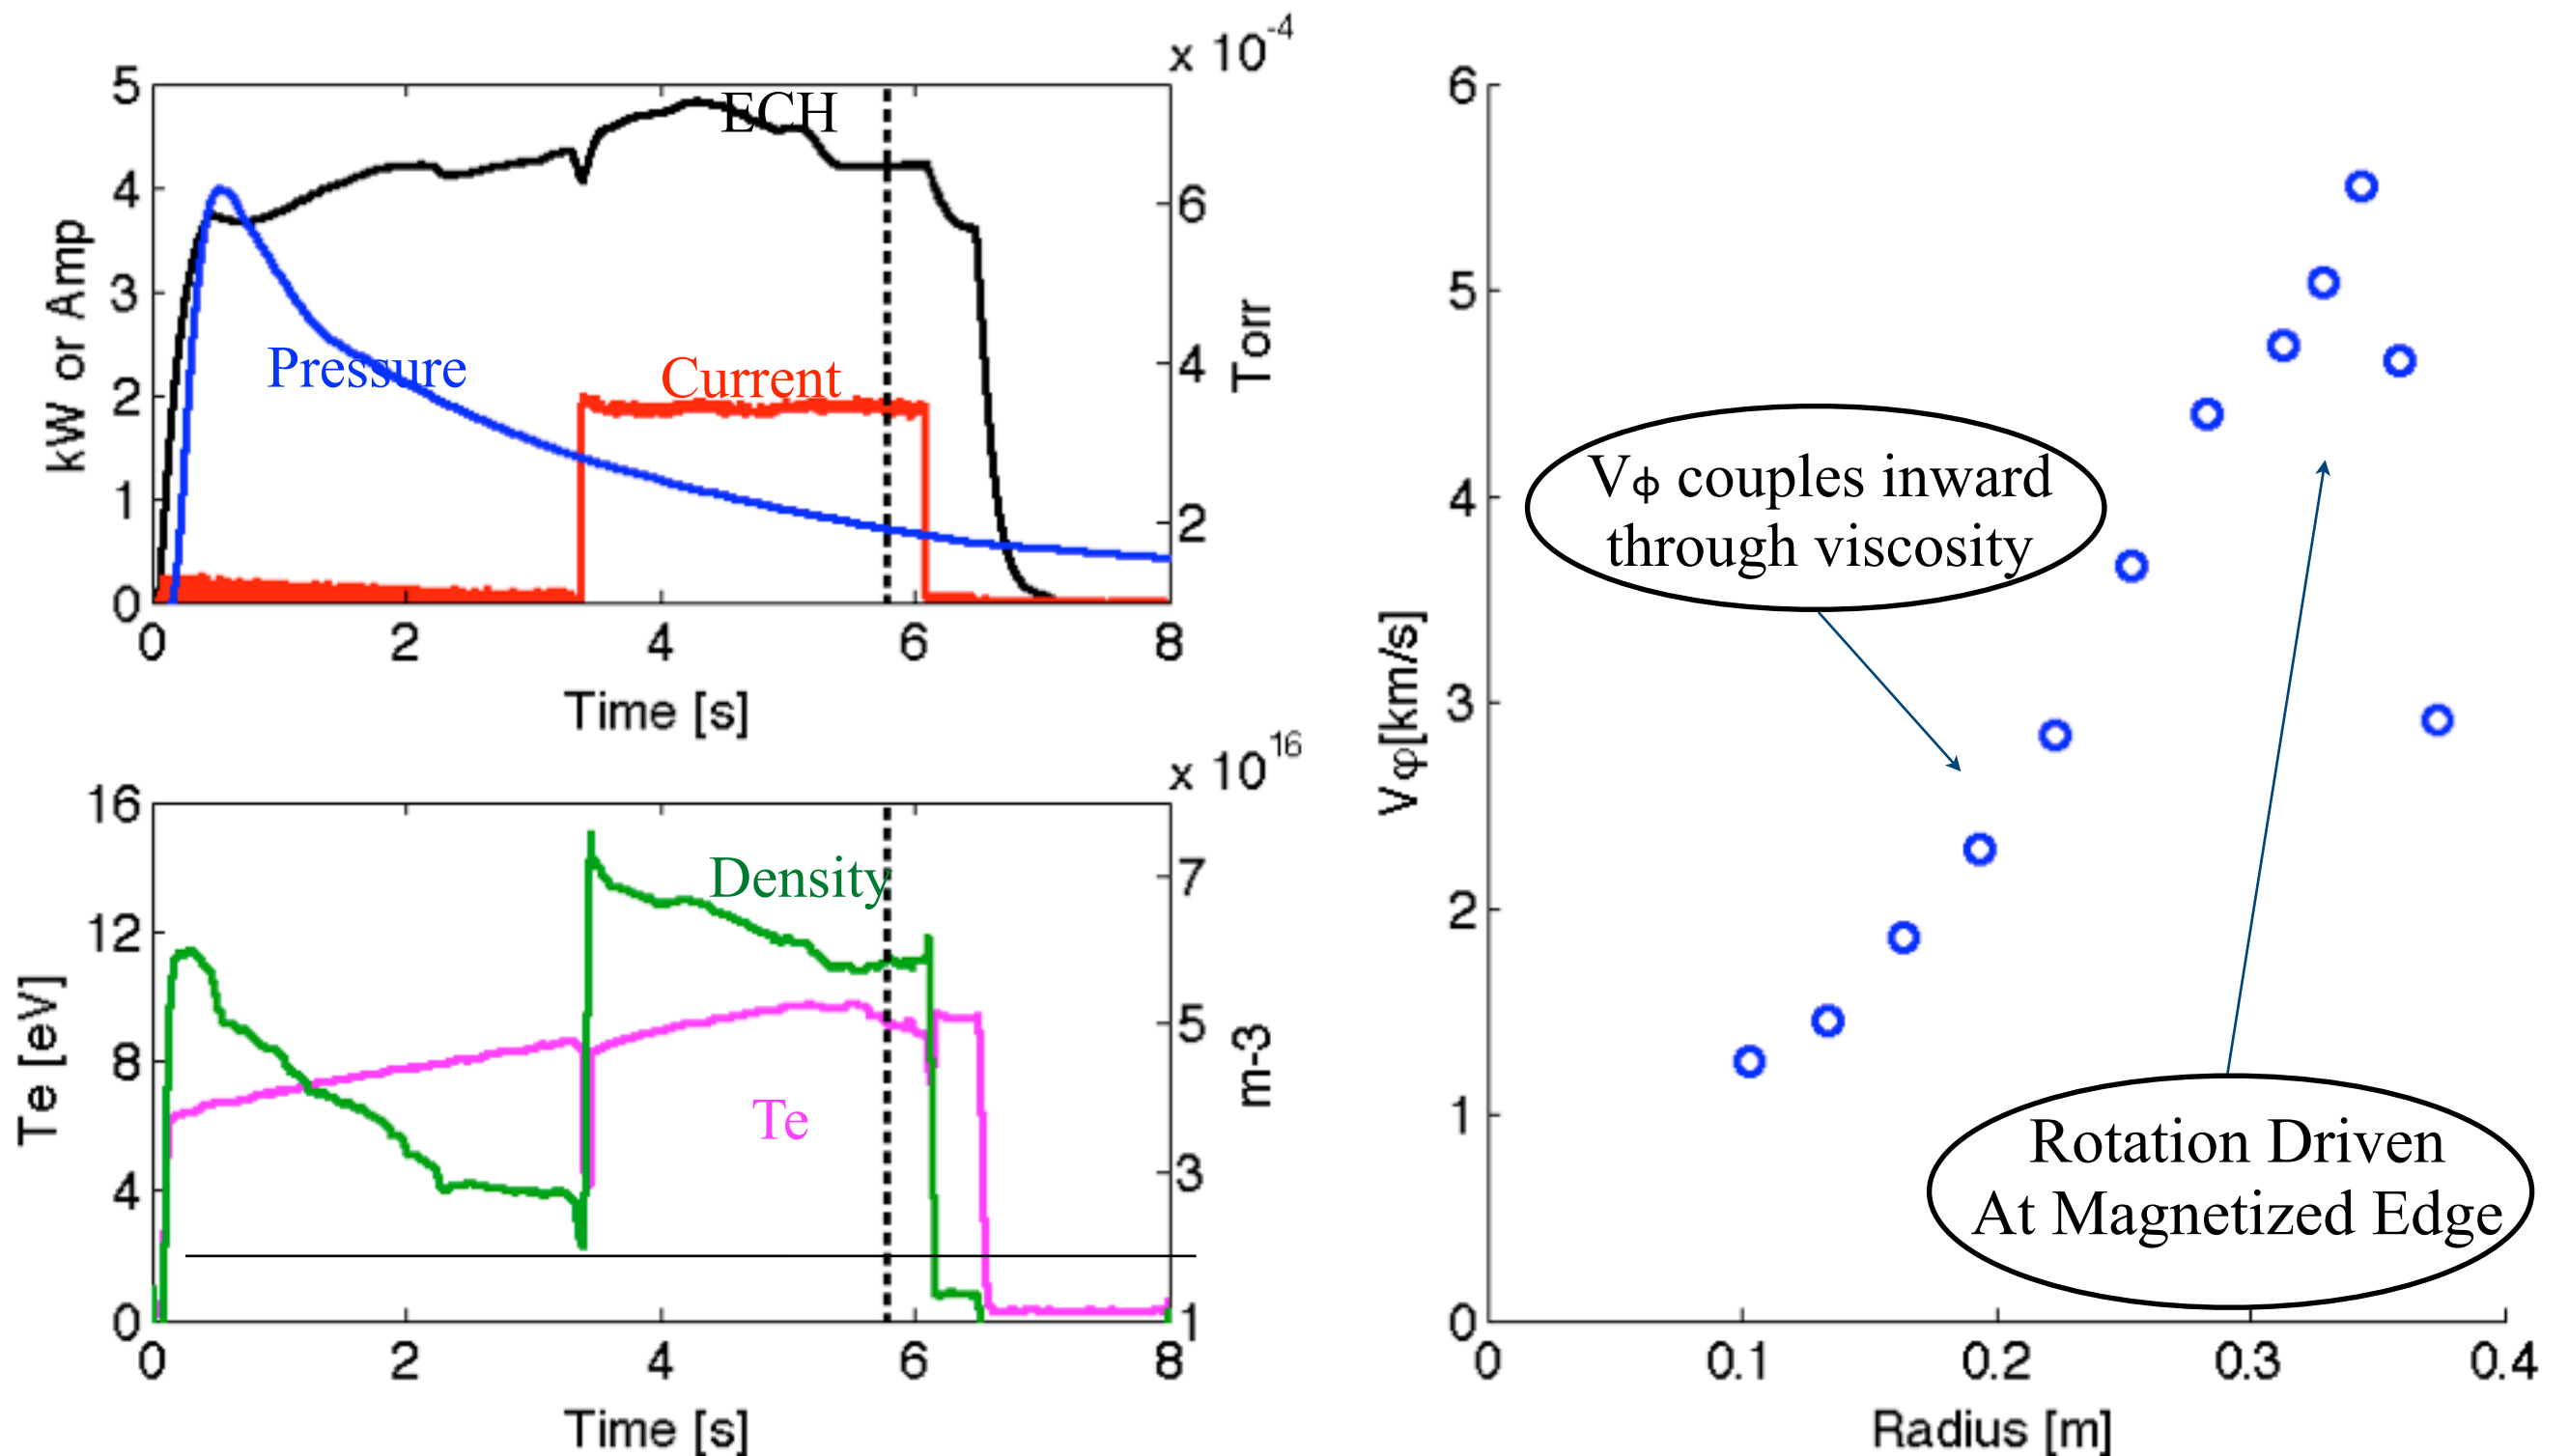 x 10-4
5
4
3
2
1
0
kW or Amp
ECH
Pressure
Current
6
4
2
Torr
0 2 4 6 8
Time [s]
x 10 16
16
12
8
4
0
Te [eV]
Density
Te
7
5
3
1
m-3
0 2 4 6 8
Time [s]
6
5
4
3
2
1
0
Vφ[km/s]
Vϕ couples inward
through viscosity
Rotation Driven
At Magnetized Edge
0 0.1 0.2 0.3 0.4
Radius [m]